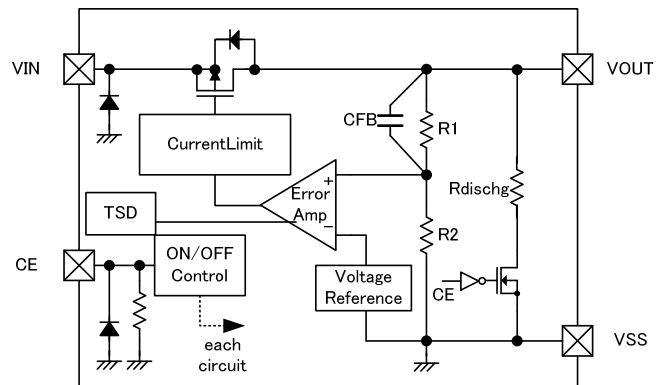 VIN
VOUT
CFB
R1
CurrentLimit
Rdischg
+
Error
Amp
−
TSD
R2
CE
ON/OFF
Control
Voltage
Reference
CE
each
circuit
VSS